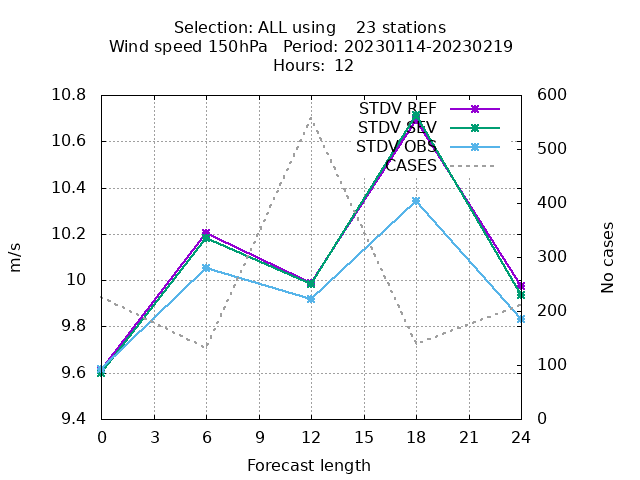 Selection: ALL using 23 stations
Wind speed 150hPa Period: 20230114-20230219
Hours: 12
STDV REF
STDV SEV
STDV OBS
CASES
10.8
10.6
10.4
10.2
10
9.8
9.6
9.4
m/s
600
500
400
300
200
100
0
No cases
0 3 6 9 12 15 18 21 24
Forecast length